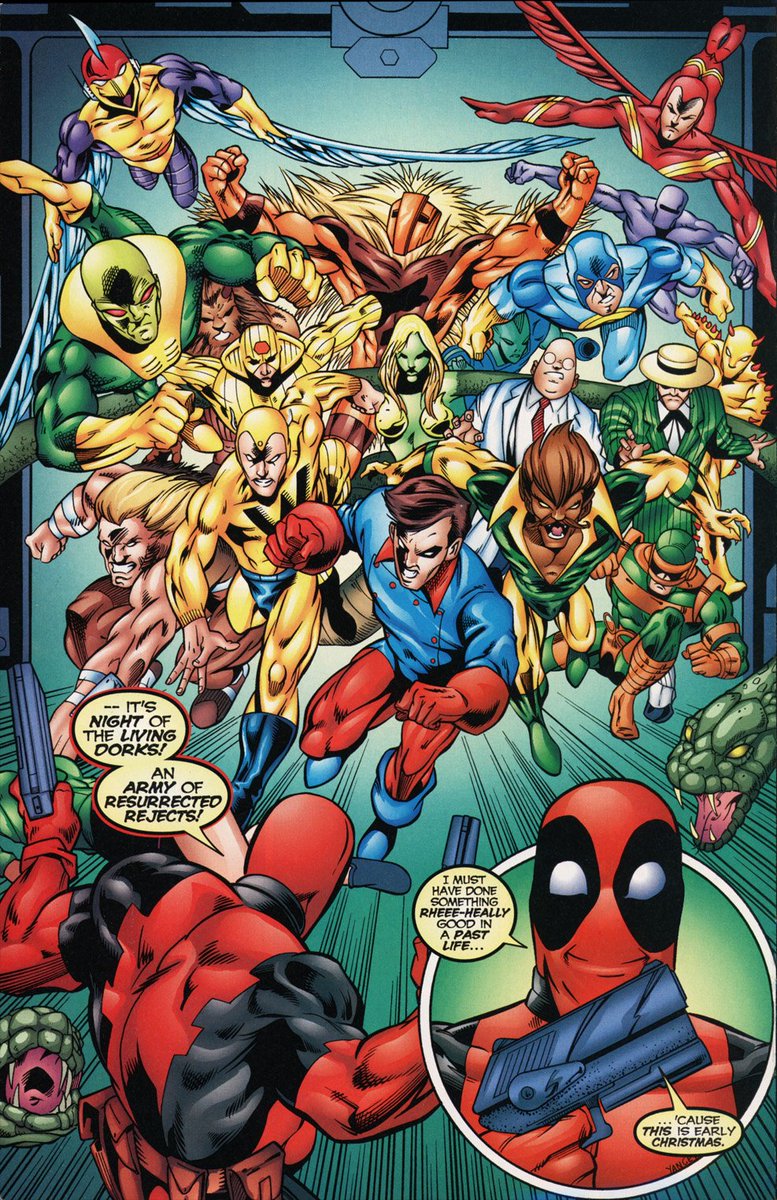 -- IT'S
NIGHT OF
THE LIVING
DORKS!
AN
ARMY OF
RESURRECTED
REJECTS!
I MUST
HAVE DONE
SOMETHING
RHEEE-HEALLY
GOOD IN
A PAST
LIFE...
...'CAUSE
THIS IS EARLY
CHRISTMAS.